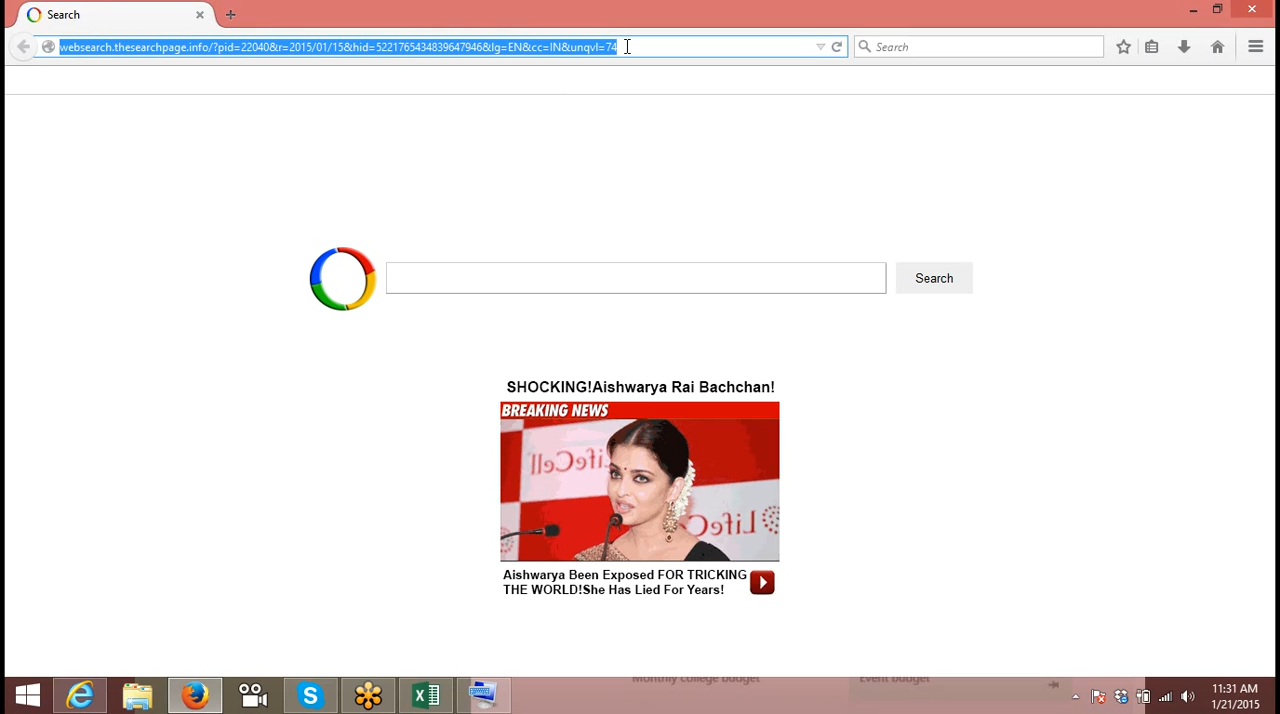 Search
websearch.thesearchpage.info/?pid=22040&r=2015/01/15&hid=5221765434839647946&lg=EN&cc=IN&unqvl=74
Search
Search
SHOCKING!Aishwarya Rai Bachchan!
BREAKING NEWS
LifeCell
LifeCell
Aishwarya Been Exposed FOR TRICKING
THE WORLD!She Has Lied For Years!
Monthly college budget
Event budget
11:31 AM
1/21/2015